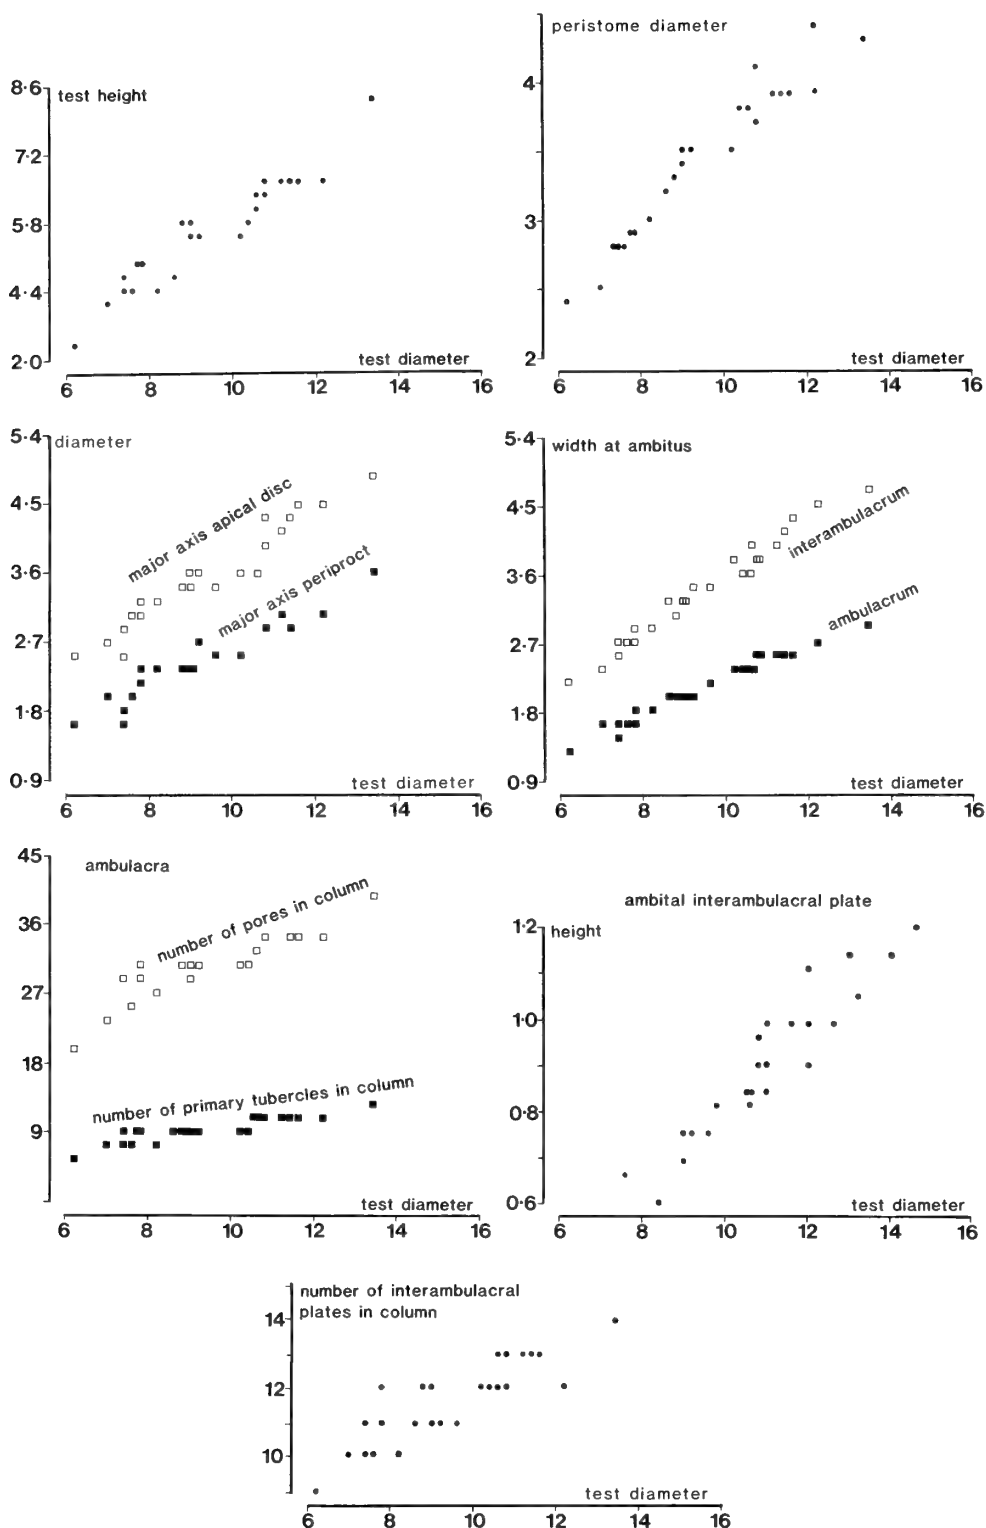 test height
8·6
7·2
5·8
4·4
2·0
test diameter
6 8 10 12 14 16
peristome diameter
4
3
2
test diameter
6 8 10 12 14 16
diameter
5·4
4·5
3·6
2·7
1·8
0·9
major axis apical disc
major axis periproct
test diameter
6 8 10 12 14 16
width at ambitus
5·4
4·5
3·6
2·7
1·8
0·9
interambulacrum
ambulacrum
test diameter
6 8 10 12 14 16
ambulacra
45
36
27
18
9
number of pores in column
number of primary tubercles in column
test diameter
6 8 10 12 14 16
ambital interambulacral plate
height
1·2
1·0
0·8
0·6
test diameter
6 8 10 12 14 16
number of interambulacral
plates in column
14
12
10
test diameter
6 8 10 12 14 16